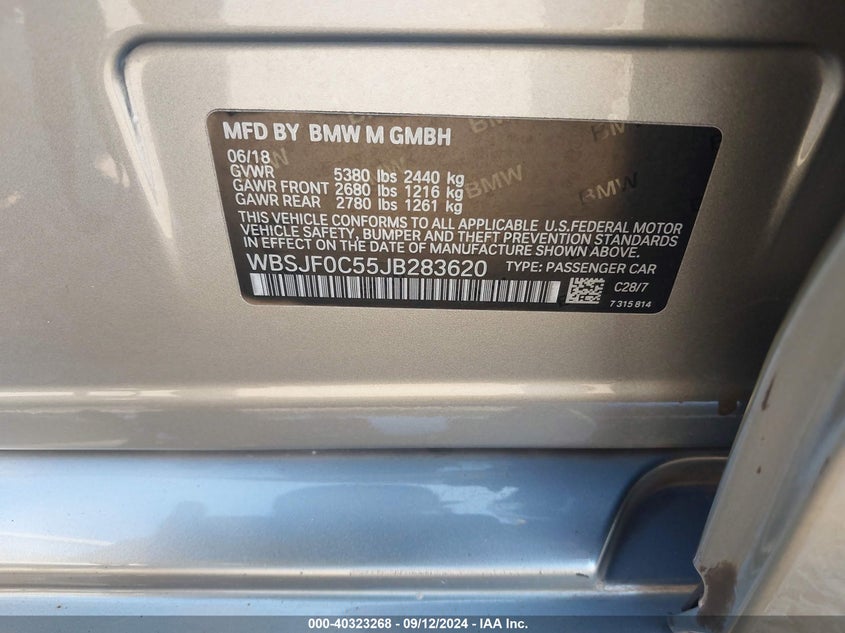 MFD BY BMW M GMBH
06/18
GVWR 5380 lbs 2440 kg
GAWR FRONT 2680 lbs 1216 kg
GAWR REAR 2780 lbs 1261 kg
THIS VEHICLE CONFORMS TO ALL APPLICABLE U.S.FEDERAL MOTOR
VEHICLE SAFETY, BUMPER AND THEFT PREVENTION STANDARDS
IN EFFECT ON THE DATE OF MANUFACTURE SHOWN ABOVE.
WBSJF0C55JB283620 TYPE: PASSENGER CAR
C28/7
7 315 814
BMW
BMW
000-40323268 - 09/12/2024 - IAA Inc.